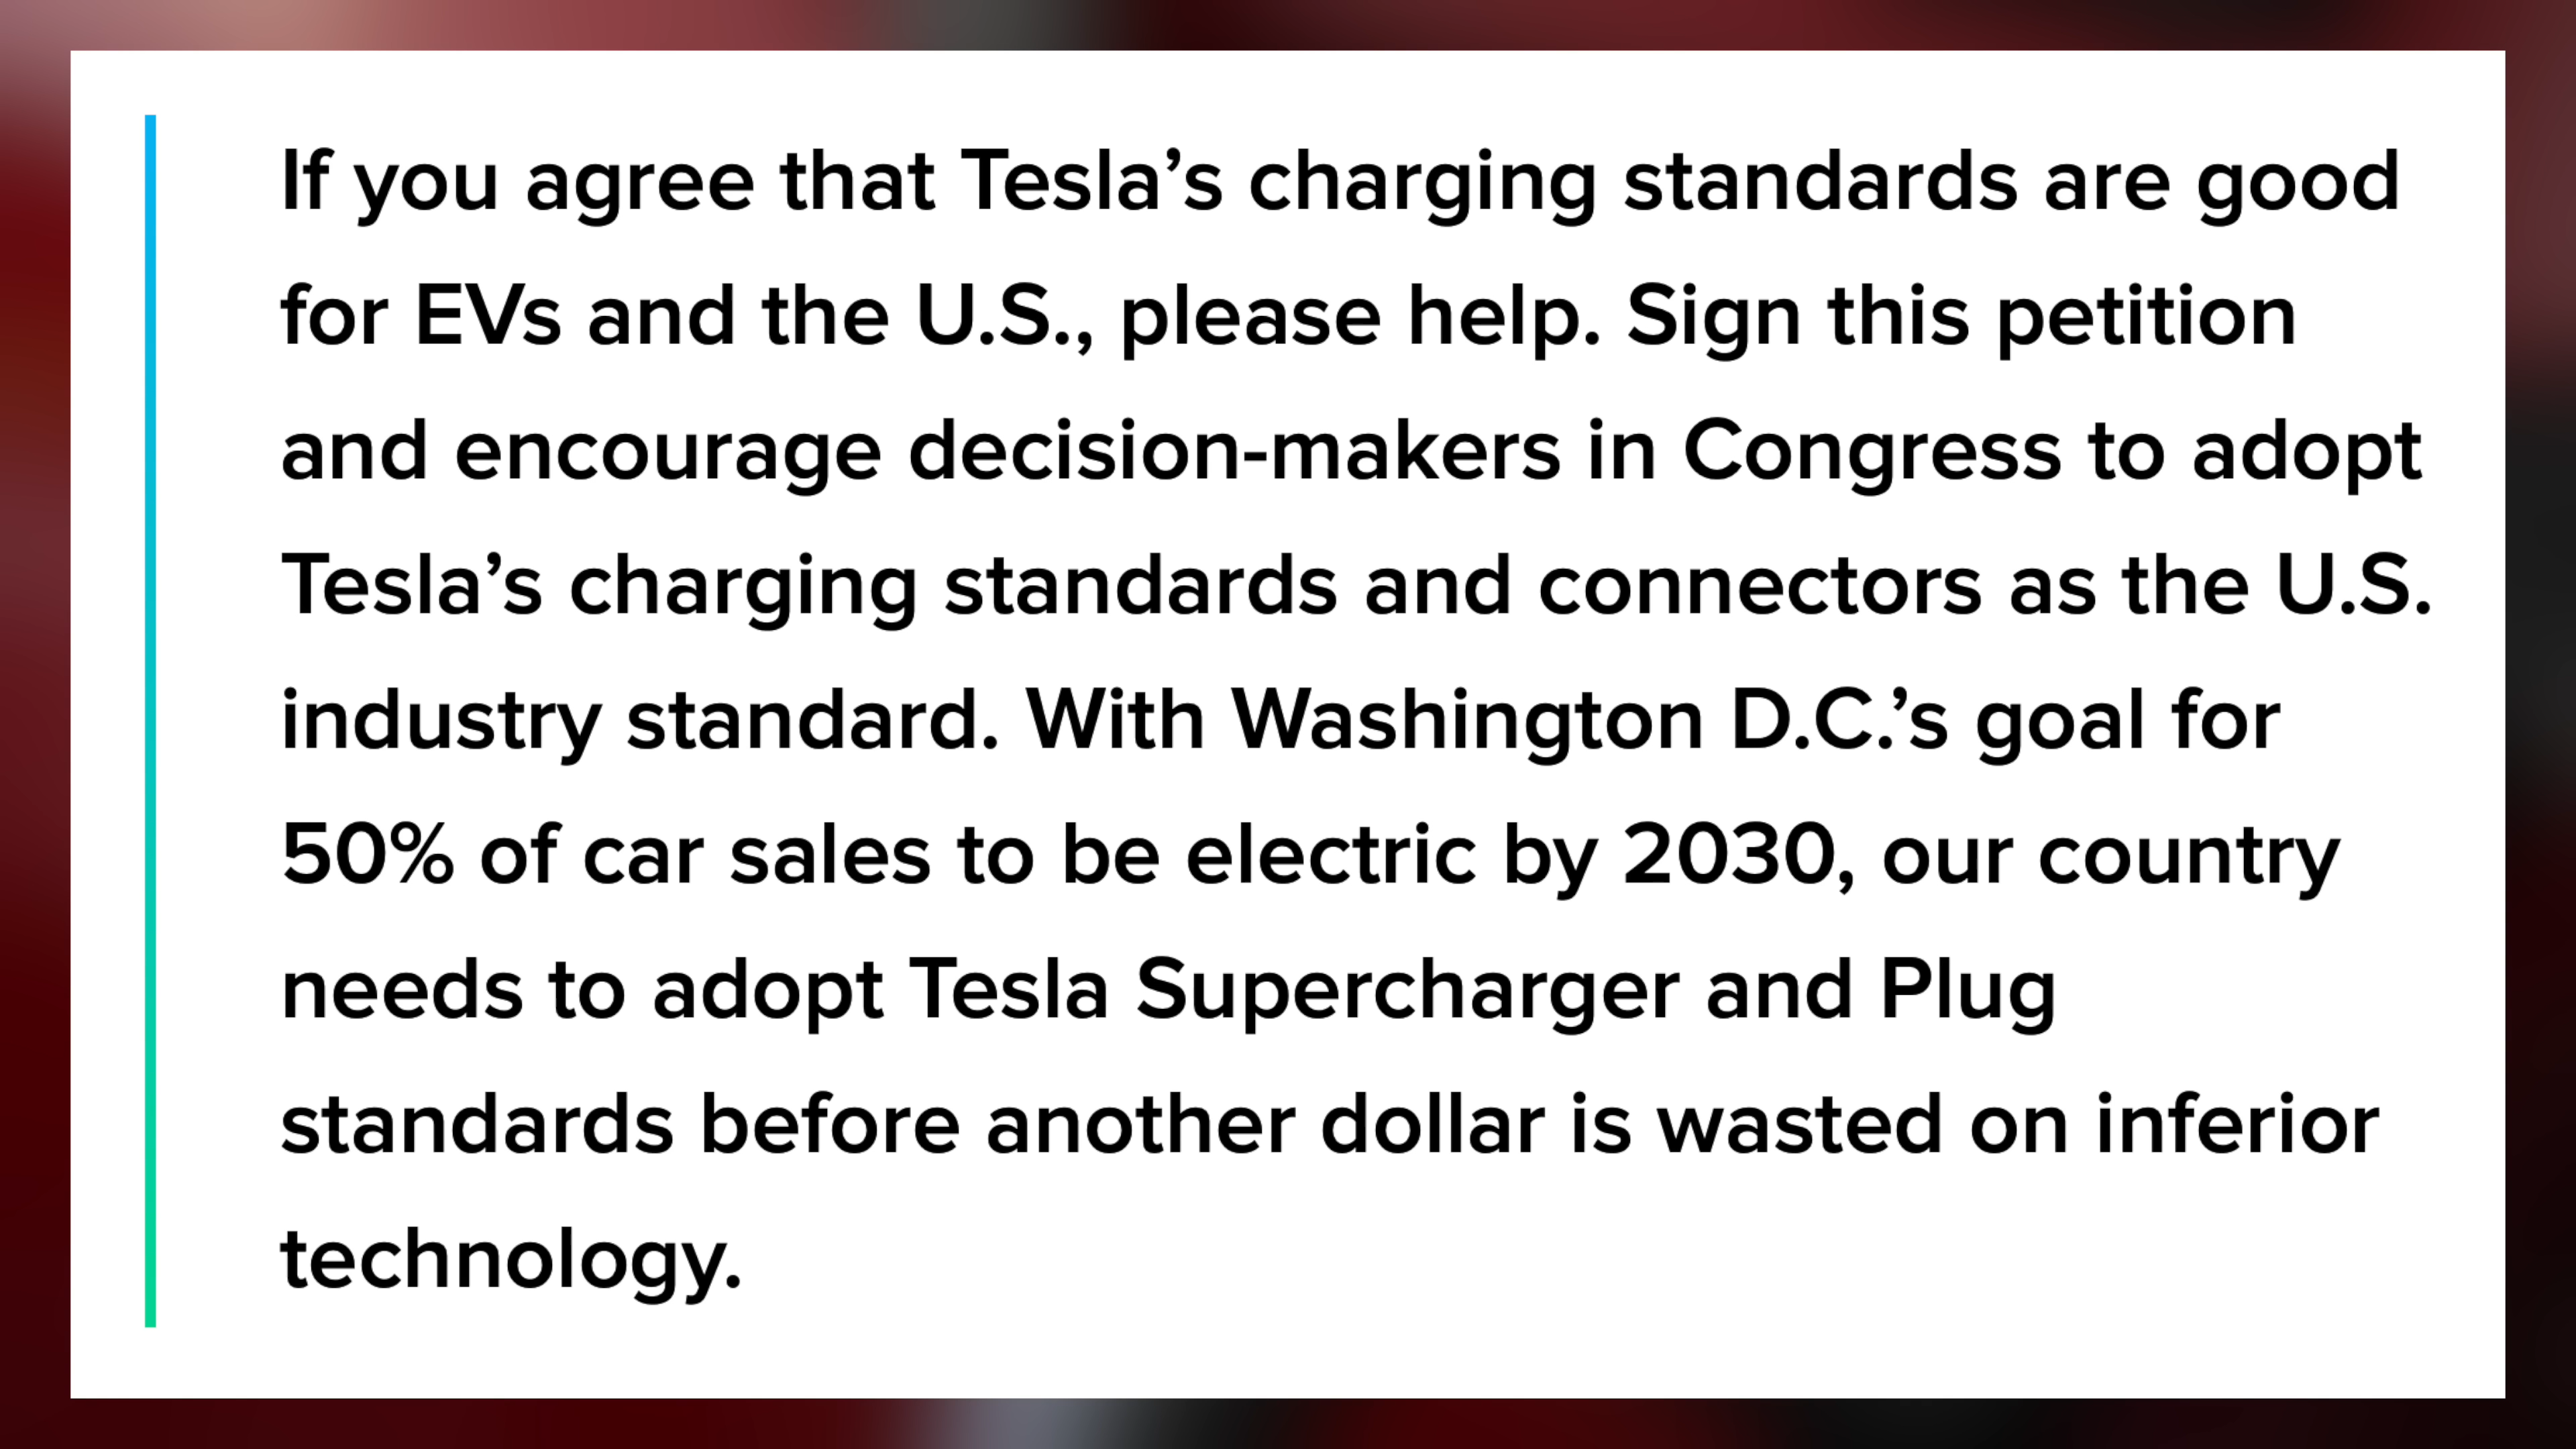 If you agree that Tesla’s charging standards are good
for EVs and the U.S., please help. Sign this petition
and encourage decision-makers in Congress to adopt
Tesla’s charging standards and connectors as the U.S.
industry standard. With Washington D.C.’s goal for
50% of car sales to be electric by 2030, our country
needs to adopt Tesla Supercharger and Plug
standards before another dollar is wasted on inferior
technology.